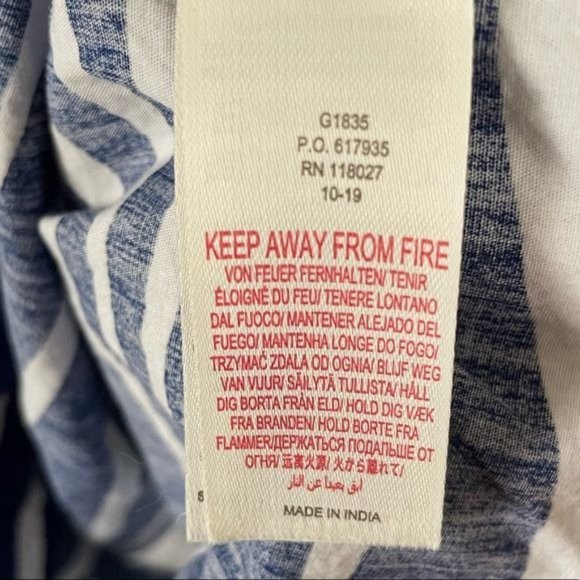 G1835
P.O. 617935
RN 118027
10-19
KEEP AWAY FROM FIRE
VON FEUER FERNHALTEN/ TENIR
ÉLOIGNÉ DU FEU/ TENERE LONTANO
DAL FUOCO/ MANTENER ALEJADO DEL
FUEGO/ MANTENHA LONGE DO FOGO/
TRZYMAĆ ZDALA OD OGNIA/ BLIJF WEG
VAN VUUR/ SÄILYTÄ TULLISTA/ HÅLL
DIG BORTA FRÅN ELD/ HOLD DIG VÆK
FRA BRANDEN/ HOLD BORTE FRA
FLAMMER/ДЕРЖАТЬСЯ ПОДАЛЬШЕ ОТ
ОГНЯ/远高火源/ 火から離れて/
ابق بعيدا عن النار
S
MADE IN INDIA